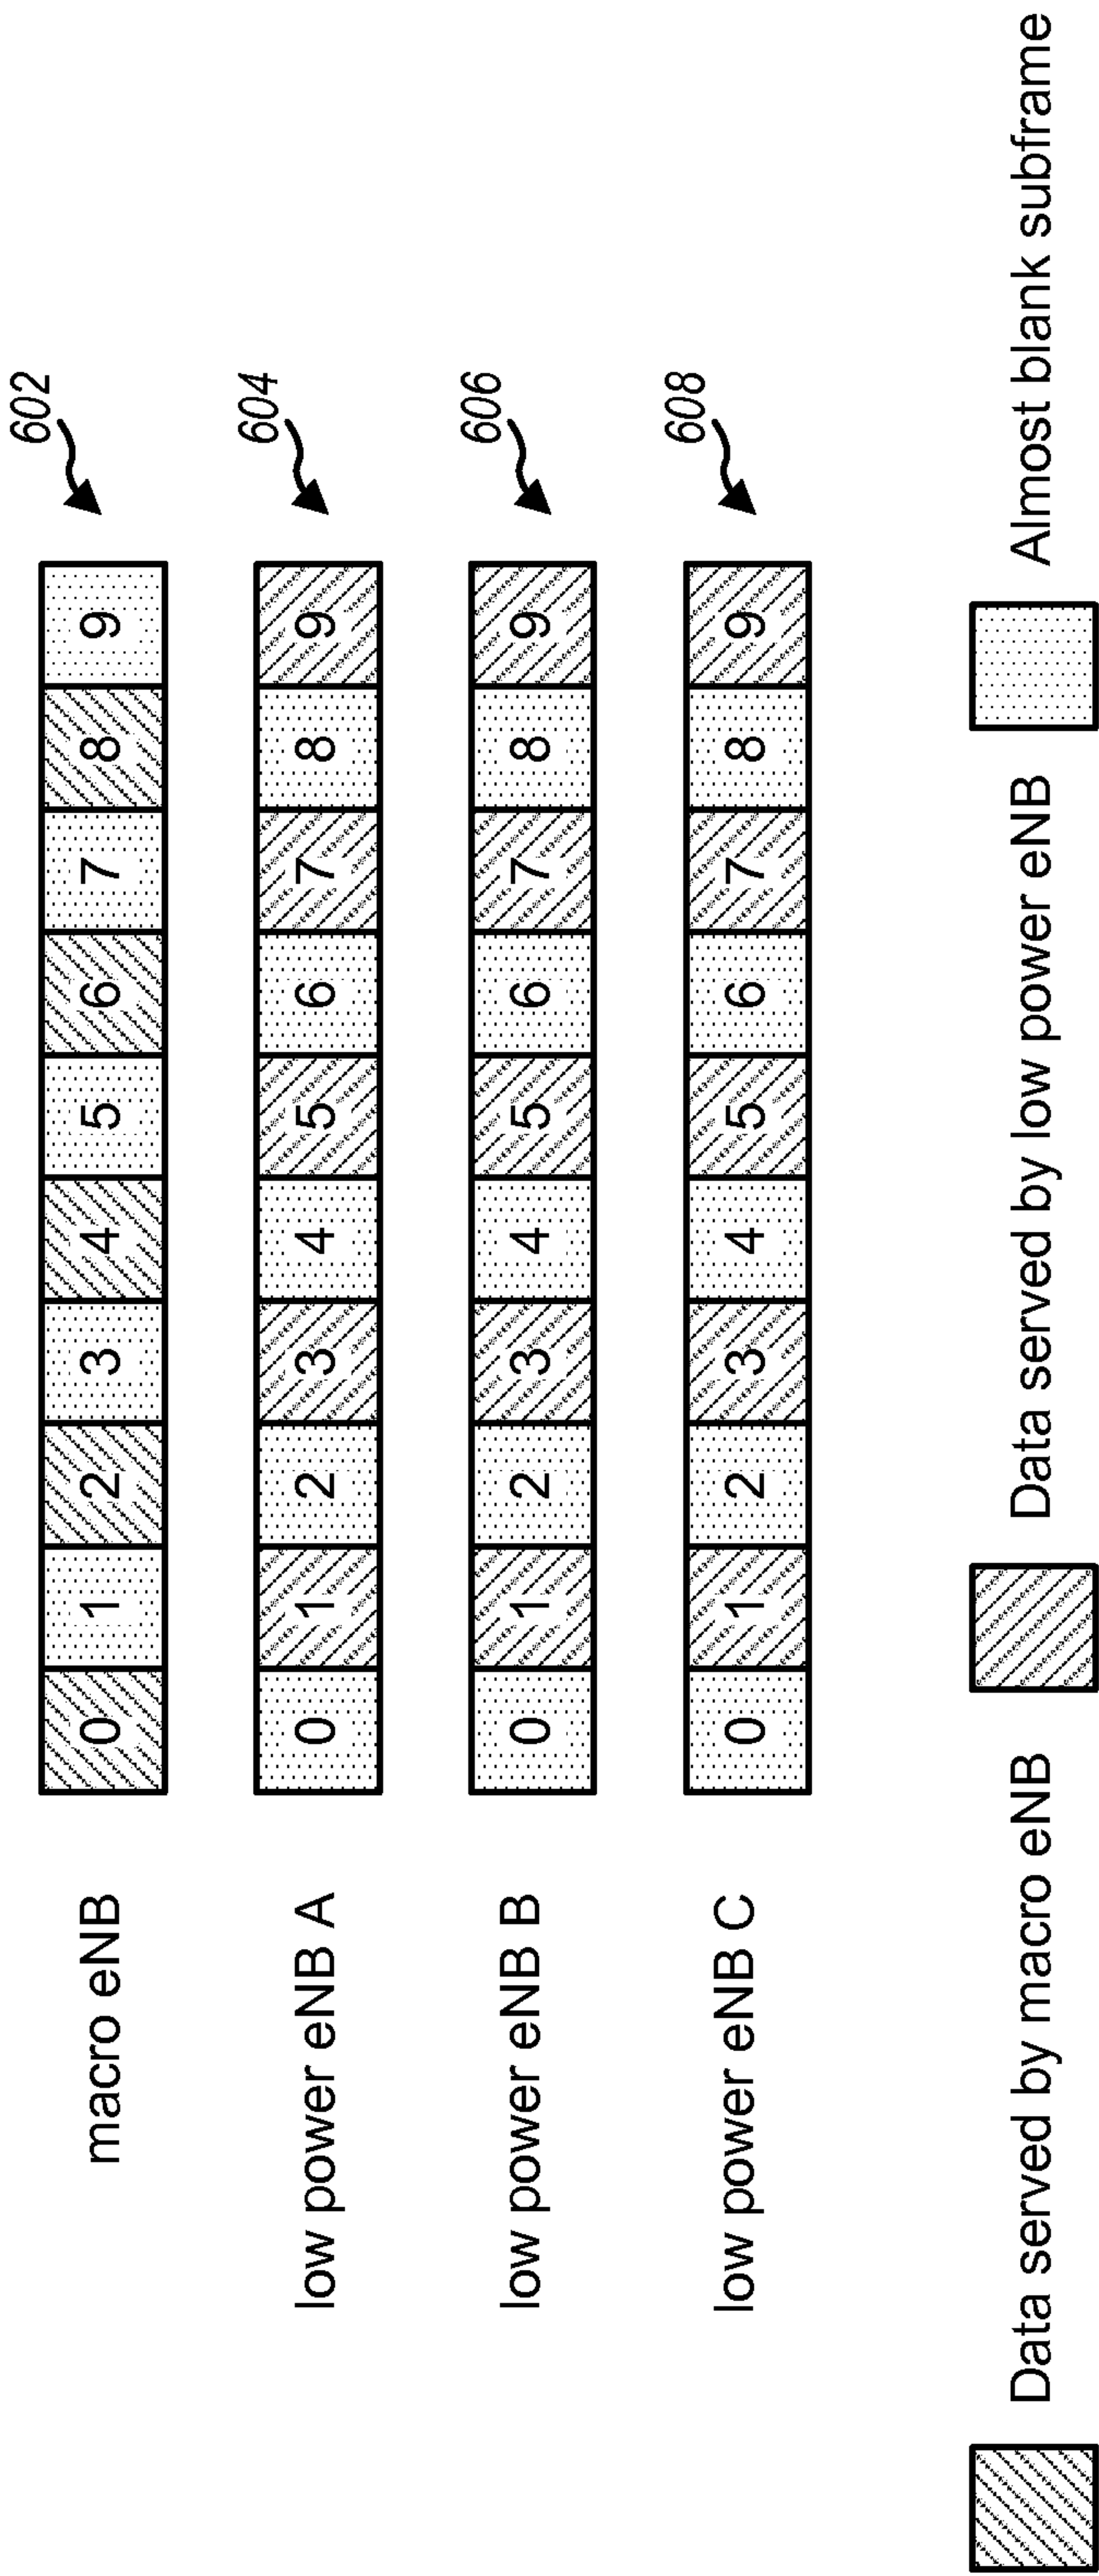 macro eNB 0 1 2 3 4 5 6 7 8 9 602
low power eNB A 0 1 2 3 4 5 6 7 8 9 604
low power eNB B 0 1 2 3 4 5 6 7 8 9 606
low power eNB C 0 1 2 3 4 5 6 7 8 9 608
Data served by macro eNB Data served by low power eNB Almost blank subframe